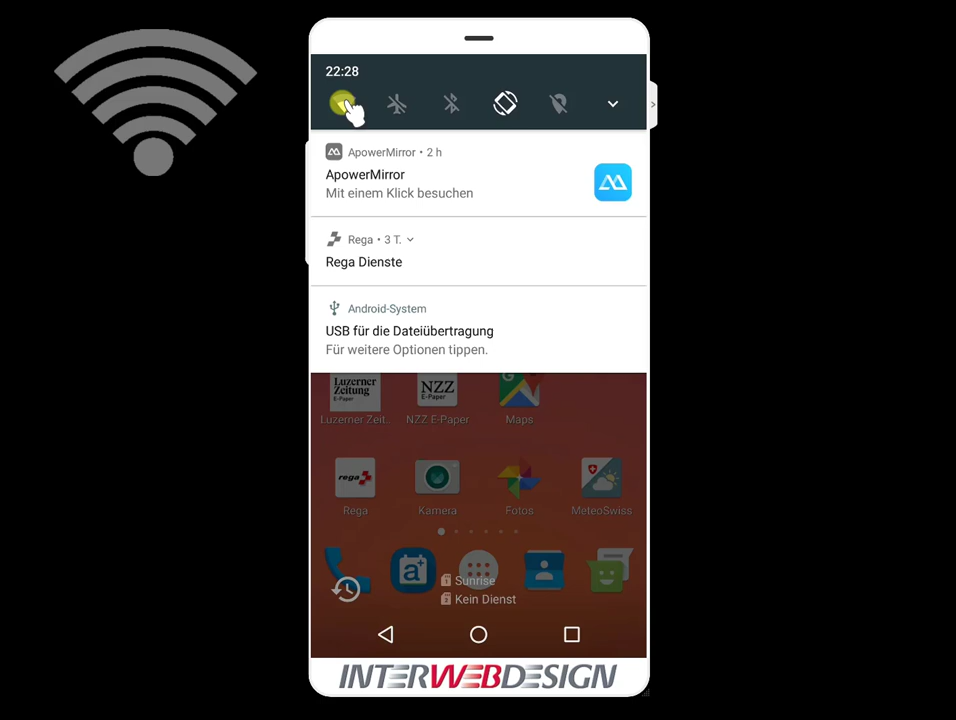 22:28
ApowerMirror • 2 h
ApowerMirror
Mit einem Klick besuchen
Rega • 3 T.
Rega Dienste
Android-System
USB für die Dateiübertragung
Für weitere Optionen tippen.
Luzerner Zeitung E-Paper
NZZ E-Paper
G
Luzerner Zeit..
NZZ E-Paper
Maps
rega
Rega
Kamera
Fotos
MeteoSwiss
a+
Sunrise
Kein Dienst
INTERWEBDESIGN